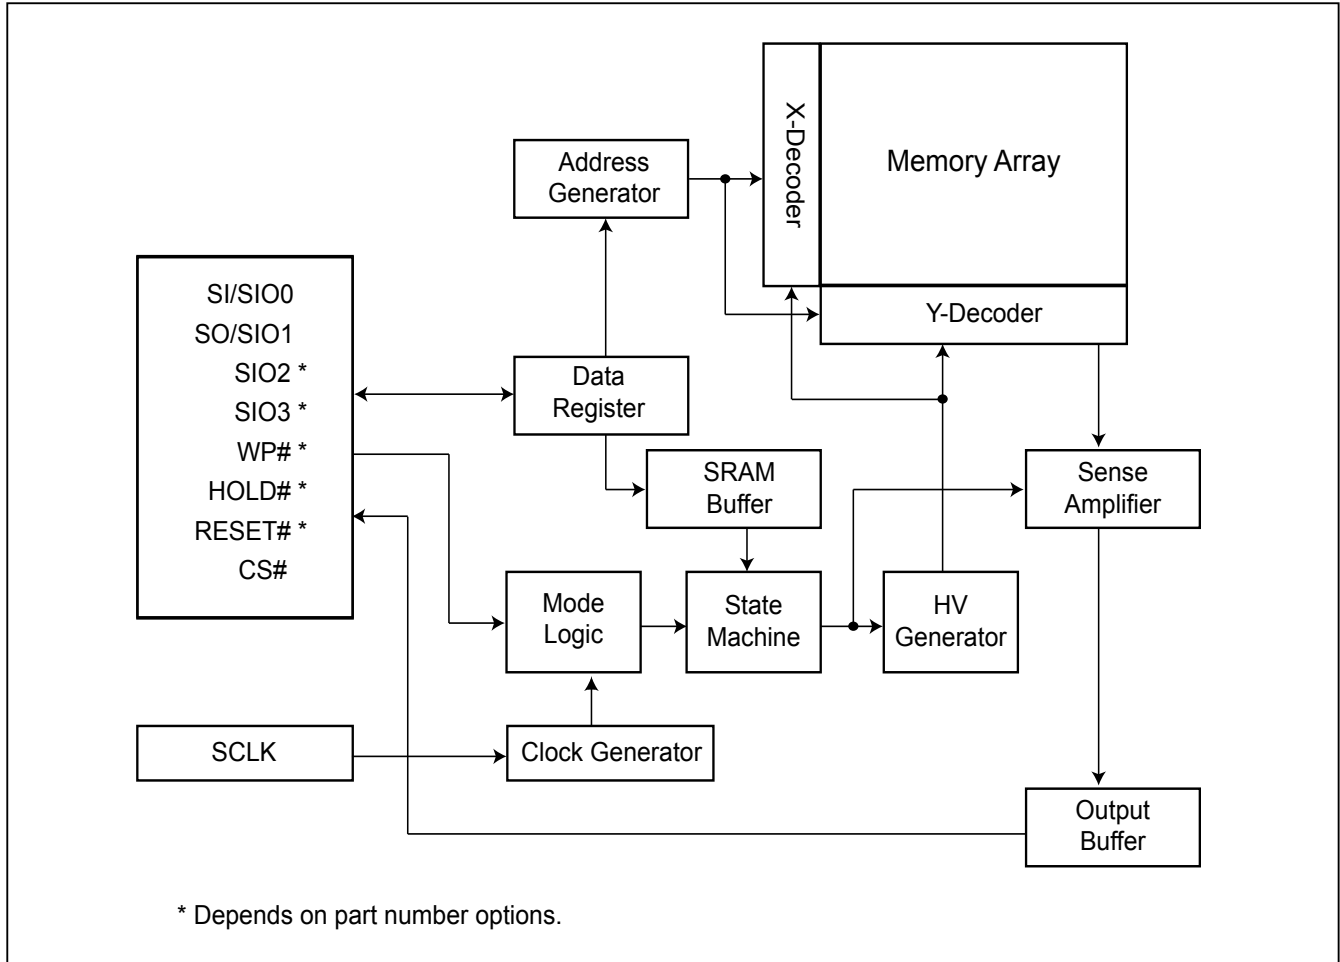 X-Decoder
Memory Array
Address
Generator
SI/SIO0
SO/SIO1
SIO2 *
SIO3 *
WP# *
HOLD# *
RESET# *
CS#
Y-Decoder
Data
Register
SRAM
Buffer
Sense
Amplifier
Mode
Logic
State
Machine
HV
Generator
SCLK
Clock Generator
Output
Buffer
* Depends on part number options.